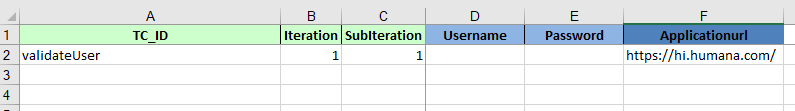 A B C D E F
1 TC_ID Iteration SubIteration Username Password Applicationurl
2 validateUser 1 1 https://hi.humana.com/
3
4
5